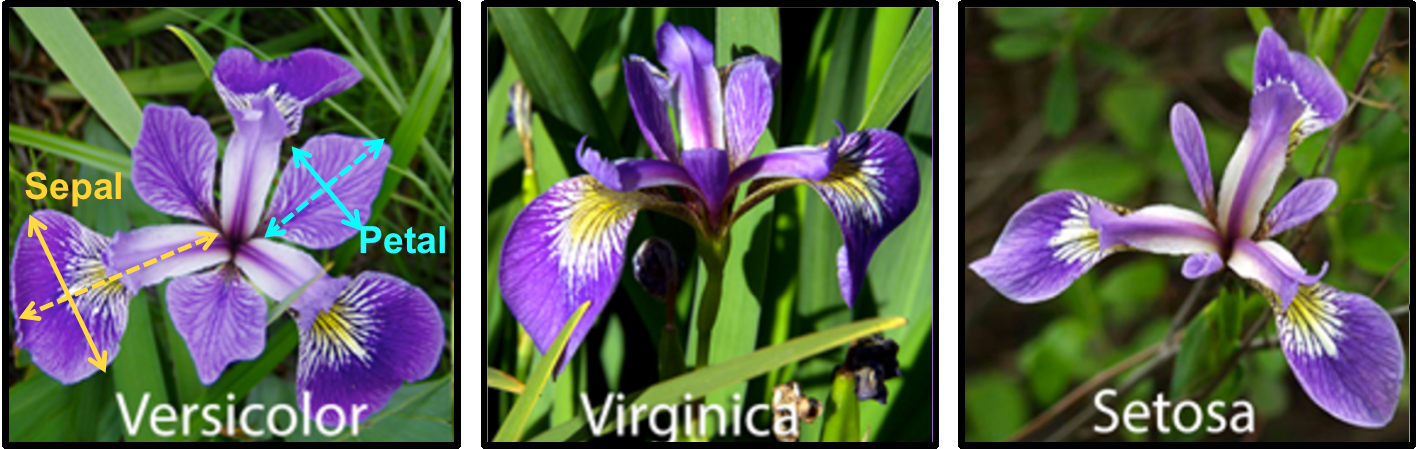 Sepal
Petal
Versicolor
Virginica
Setosa